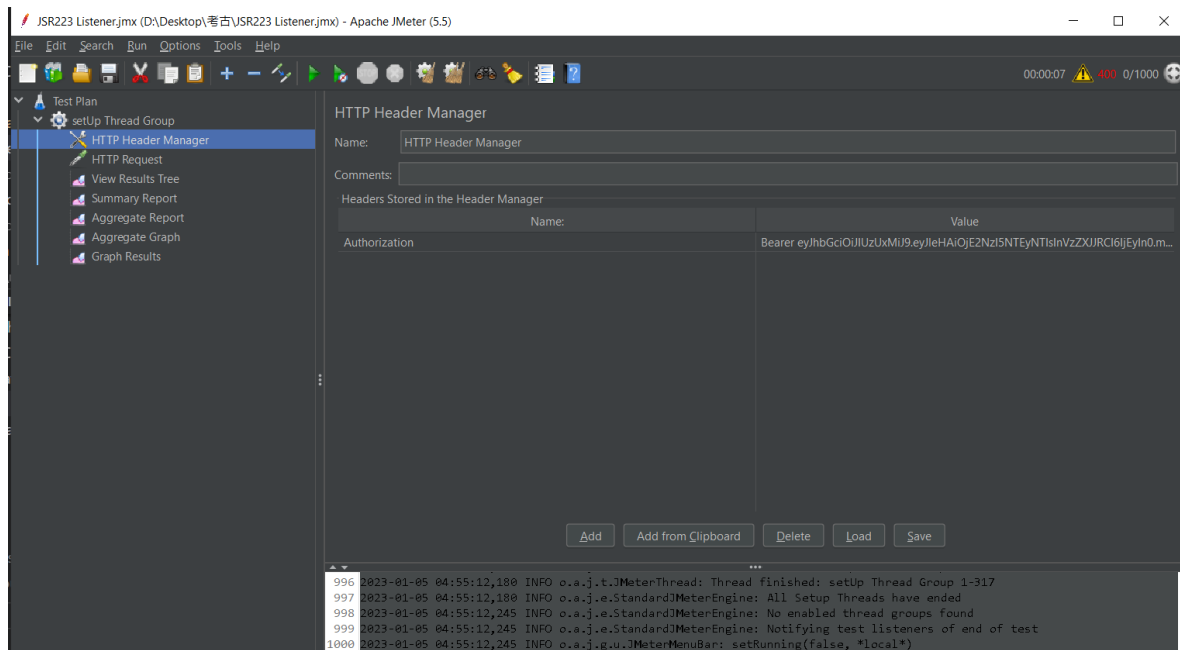 JSR223 Listener.jmx (D:\Desktop\考古\JSR223 Listener.jmx) - Apache JMeter (5.5)
File Edit Search Run Options Tools Help
00:00:07 400 0/1000
Test Plan
setUp Thread Group
HTTP Header Manager
HTTP Request
View Results Tree
Summary Report
Aggregate Report
Aggregate Graph
Graph Results
HTTP Header Manager
Name: HTTP Header Manager
Comments:
Headers Stored in the Header Manager
Name: Value
Authorization Bearer eyJhbGciOiJIUzUxMiJ9.eyJleHAiOjE2NzI5NTEyNTIsInVzZXJJRCI6IjEyIn0.m...
Add Add from Clipboard Delete Load Save
996 2023-01-05 04:55:12,180 INFO o.a.j.t.JMeterThread: Thread finished: setUp Thread Group 1-317
997 2023-01-05 04:55:12,180 INFO o.a.j.e.StandardJMeterEngine: All Setup Threads have ended
998 2023-01-05 04:55:12,245 INFO o.a.j.e.StandardJMeterEngine: No enabled thread groups found
999 2023-01-05 04:55:12,245 INFO o.a.j.e.StandardJMeterEngine: Notifying test listeners of end of test
1000 2023-01-05 04:55:12,245 INFO o.a.j.g.u.JMeterMenuBar: setRunning(false, *local*)